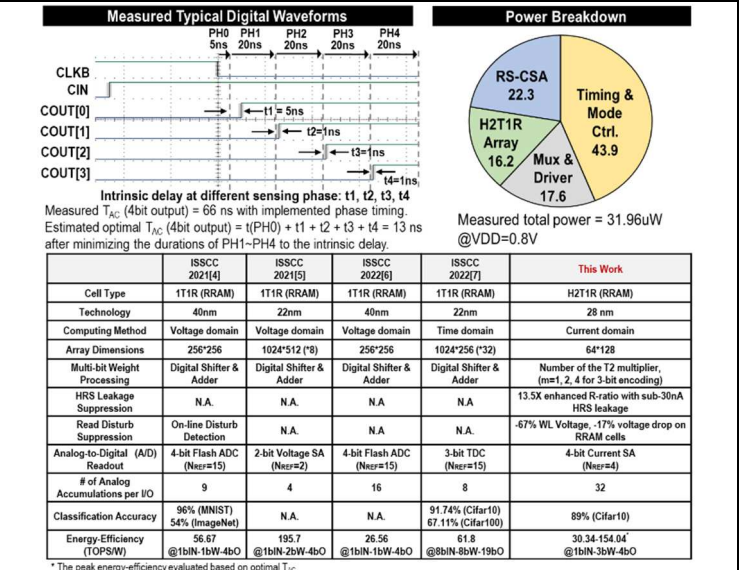 Measured Typical Digital Waveforms
PH0 PH1 PH2 PH3 PH4
5ns 20ns 20ns 20ns 20ns
CLKB
CIN
COUT[0]
t1 = 5ns
COUT[1]
t2=1ns
COUT[2]
t3=1ns
COUT[3]
t4=1ns
Intrinsic delay at different sensing phase: t1, t2, t3, t4
Measured TAC (4bit output) = 66 ns with implemented phase timing.
Estimated optimal TAC (4bit output) = t(PH0) + t1 + t2 + t3 + t4 = 13 ns
after minimizing the durations of PH1~PH4 to the intrinsic delay.
Power Breakdown
RS-CSA
22.3
Timing &
Mode
Ctrl.
43.9
H2T1R
Array
16.2
Mux &
Driver
17.6
Measured total power = 31.96uW
@VDD=0.8V
ISSCC 2021[4] ISSCC 2021[5] ISSCC 2022[6] ISSCC 2022[7] This Work
Cell Type 1T1R (RRAM) 1T1R (RRAM) 1T1R (RRAM) 1T1R (RRAM) H2T1R (RRAM)
Technology 40nm 22nm 40nm 22nm 28 nm
Computing Method Voltage domain Voltage domain Voltage domain Time domain Current domain
Array Dimensions 256*256 1024*512 (*8) 256*256 1024*256 (*32) 64*128
Multi-bit Weight Processing Digital Shifter & Adder Digital Shifter & Adder Digital Shifter & Adder Digital Shifter & Adder Number of the T2 multiplier, (m=1, 2, 4 for 3-bit encoding)
HRS Leakage Suppression N.A. N.A. N.A N.A 13.5X enhanced R-ratio with sub-30nA HRS leakage
Read Disturb Suppression On-line Disturb Detection N.A. N.A. N.A. -67% WL Voltage, -17% voltage drop on RRAM cells
Analog-to-Digital (A/D) Readout 4-bit Flash ADC (NREF=15) 2-bit Voltage SA (NREF=2) 4-bit Flash ADC (NREF=15) 3-bit TDC (NREF=15) 4-bit Current SA (NREF=4)
# of Analog Accumulations per I/O 9 4 16 8 32
Classification Accuracy 96% (MNIST) 54% (ImageNet) N.A. N.A. 91.74% (Cifar10) 67.11% (Cifar100) 89% (Cifar10)
Energy-Efficiency (TOPS/W) 56.67 @1bIN-1bW-4bO 195.7 @1bIN-2bW-4bO 26.56 @1bIN-1bW-4bO 61.8 @8bIN-8bW-19bO 30.34-154.04* @1bIN-3bW-4bO
* The peak energy-efficiency evaluated based on optimal TAC.